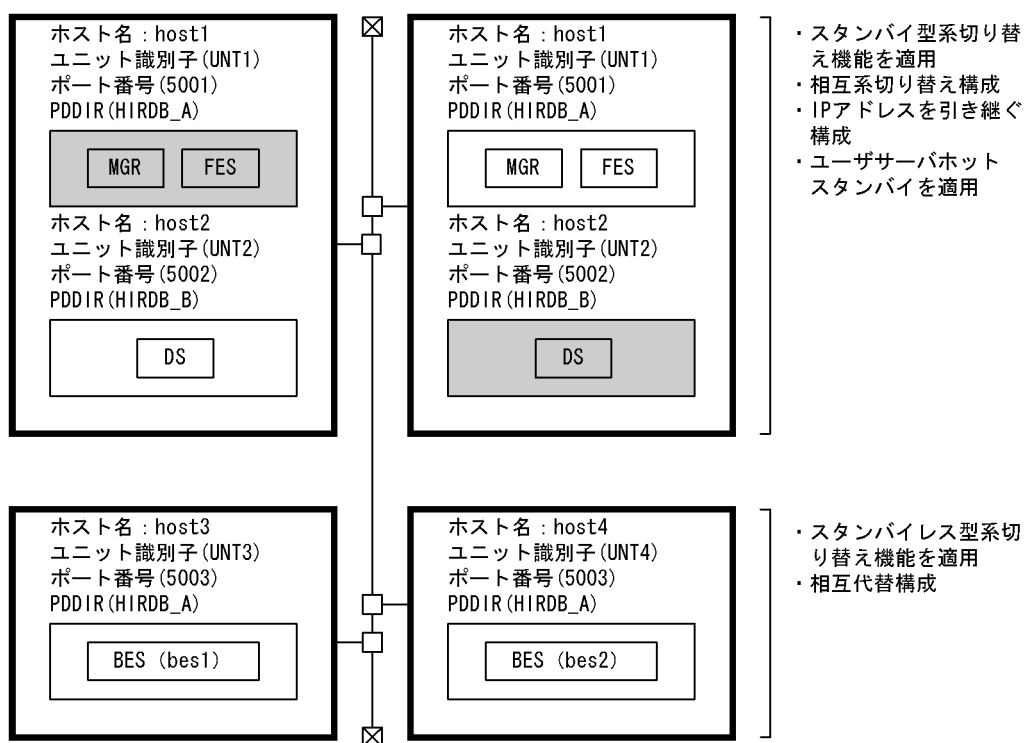 ホスト名：host1
ユニット識別子(UNT1)
ポート番号(5001)
PDDIR(HIRDB_A)
MGR FES
ホスト名：host2
ユニット識別子(UNT2)
ポート番号(5002)
PDDIR(HIRDB_B)
DS
ホスト名：host1
ユニット識別子(UNT1)
ポート番号(5001)
PDDIR(HIRDB_A)
MGR FES
ホスト名：host2
ユニット識別子(UNT2)
ポート番号(5002)
PDDIR(HIRDB_B)
DS
・スタンバイ型系切り替
え機能を適用
・相互系切り替え構成
・IPアドレスを引き継ぐ
構成
・ユーザサーバホット
スタンバイを適用
ホスト名：host3
ユニット識別子(UNT3)
ポート番号(5003)
PDDIR(HIRDB_A)
BES (bes1)
ホスト名：host4
ユニット識別子(UNT4)
ポート番号(5003)
PDDIR(HIRDB_A)
BES (bes2)
・スタンバイレス型系切
り替え機能を適用
・相互代替構成